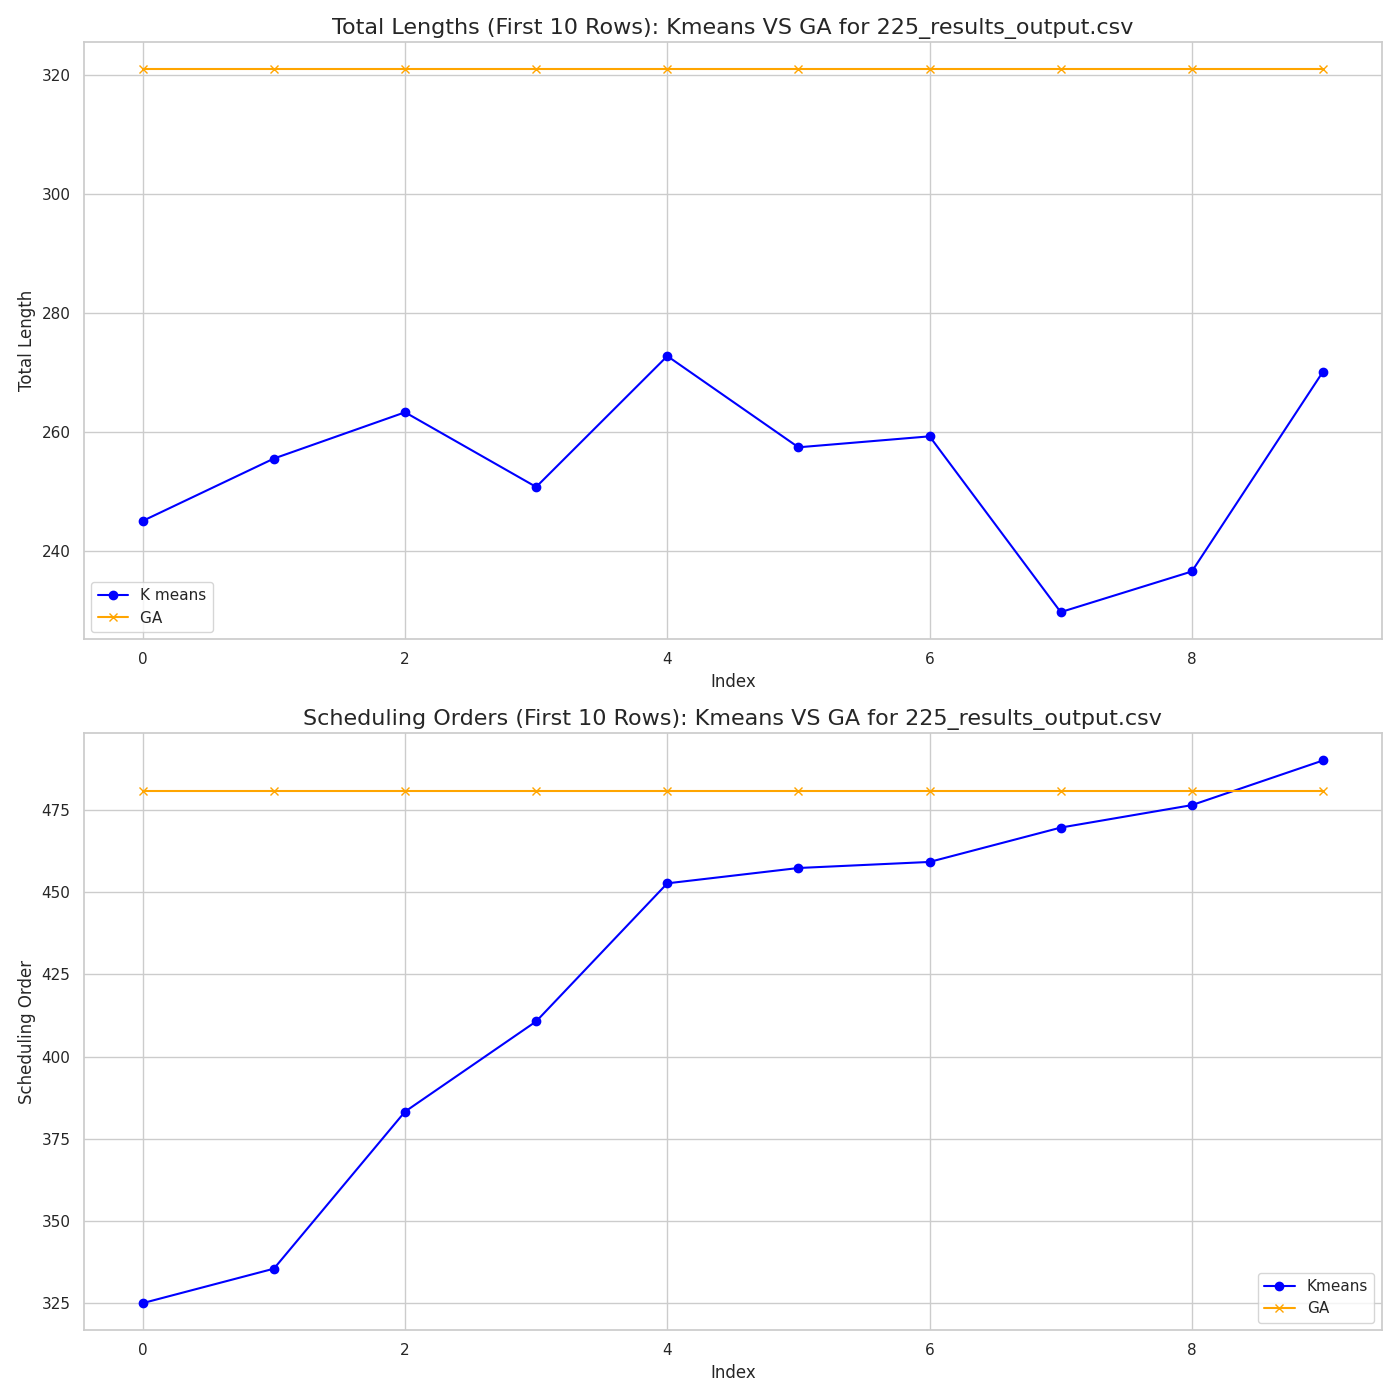 Total Lengths (First 10 Rows): Kmeans VS GA for 225_results_output.csv
320
300
280
260
240
Total Length
K means
GA
0 2 4 6 8
Index
Scheduling Orders (First 10 Rows): Kmeans VS GA for 225_results_output.csv
475
450
425
400
375
350
325
Scheduling Order
Kmeans
GA
0 2 4 6 8
Index